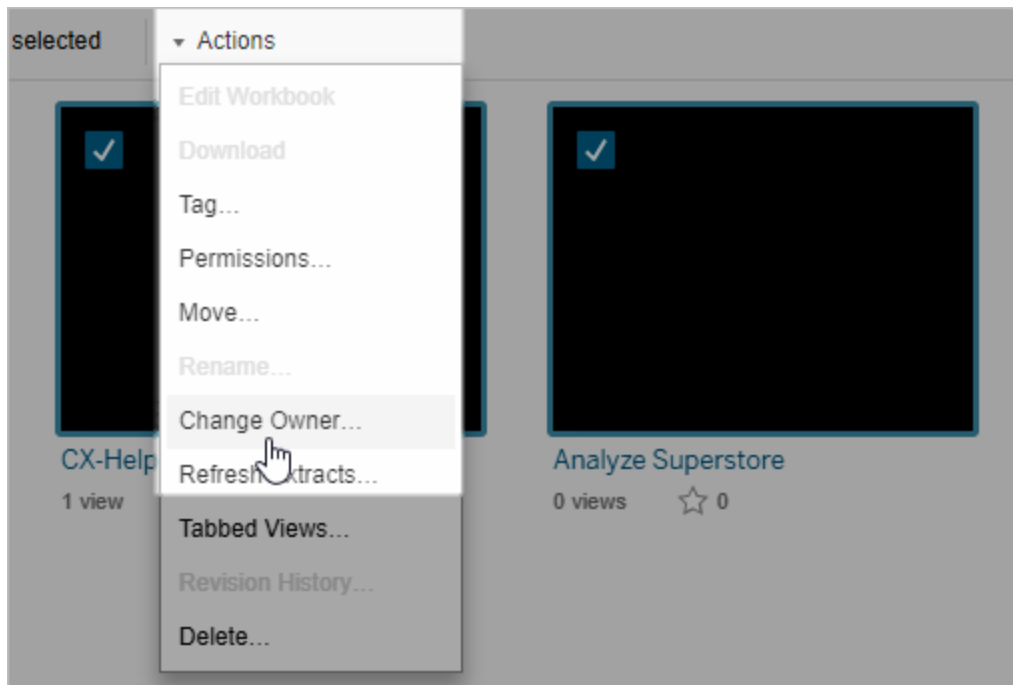 selected
Actions
Edit Workbook
Download
Tag...
Permissions...
Move...
Rename...
Change Owner...
Refresh
Tabbed Views...
Revision History...
Delete...
CX-Help
1 view
Analyze Superstore
0 views 0